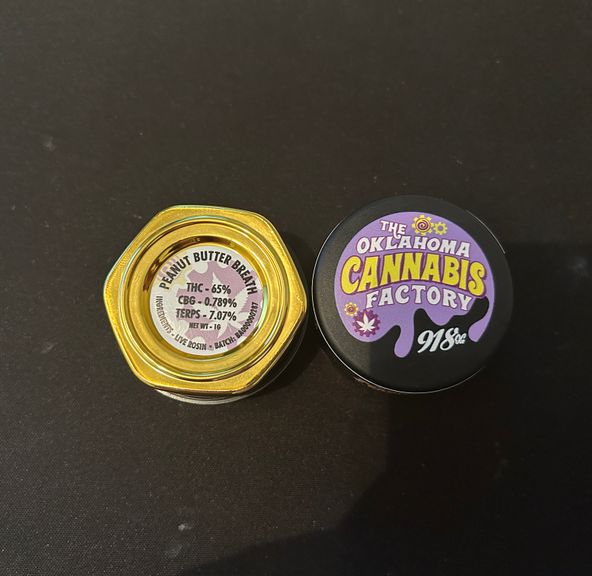 PEANUT BUTTER BREATH
THC - 65%
CBG - 0.789%
TERPS - 7.07%
NET WT - 1G
INGREDIENTS - LIVE ROSIN • BATCH:
THE
OKLAHOMA
CANNABIS
FACTORY
918